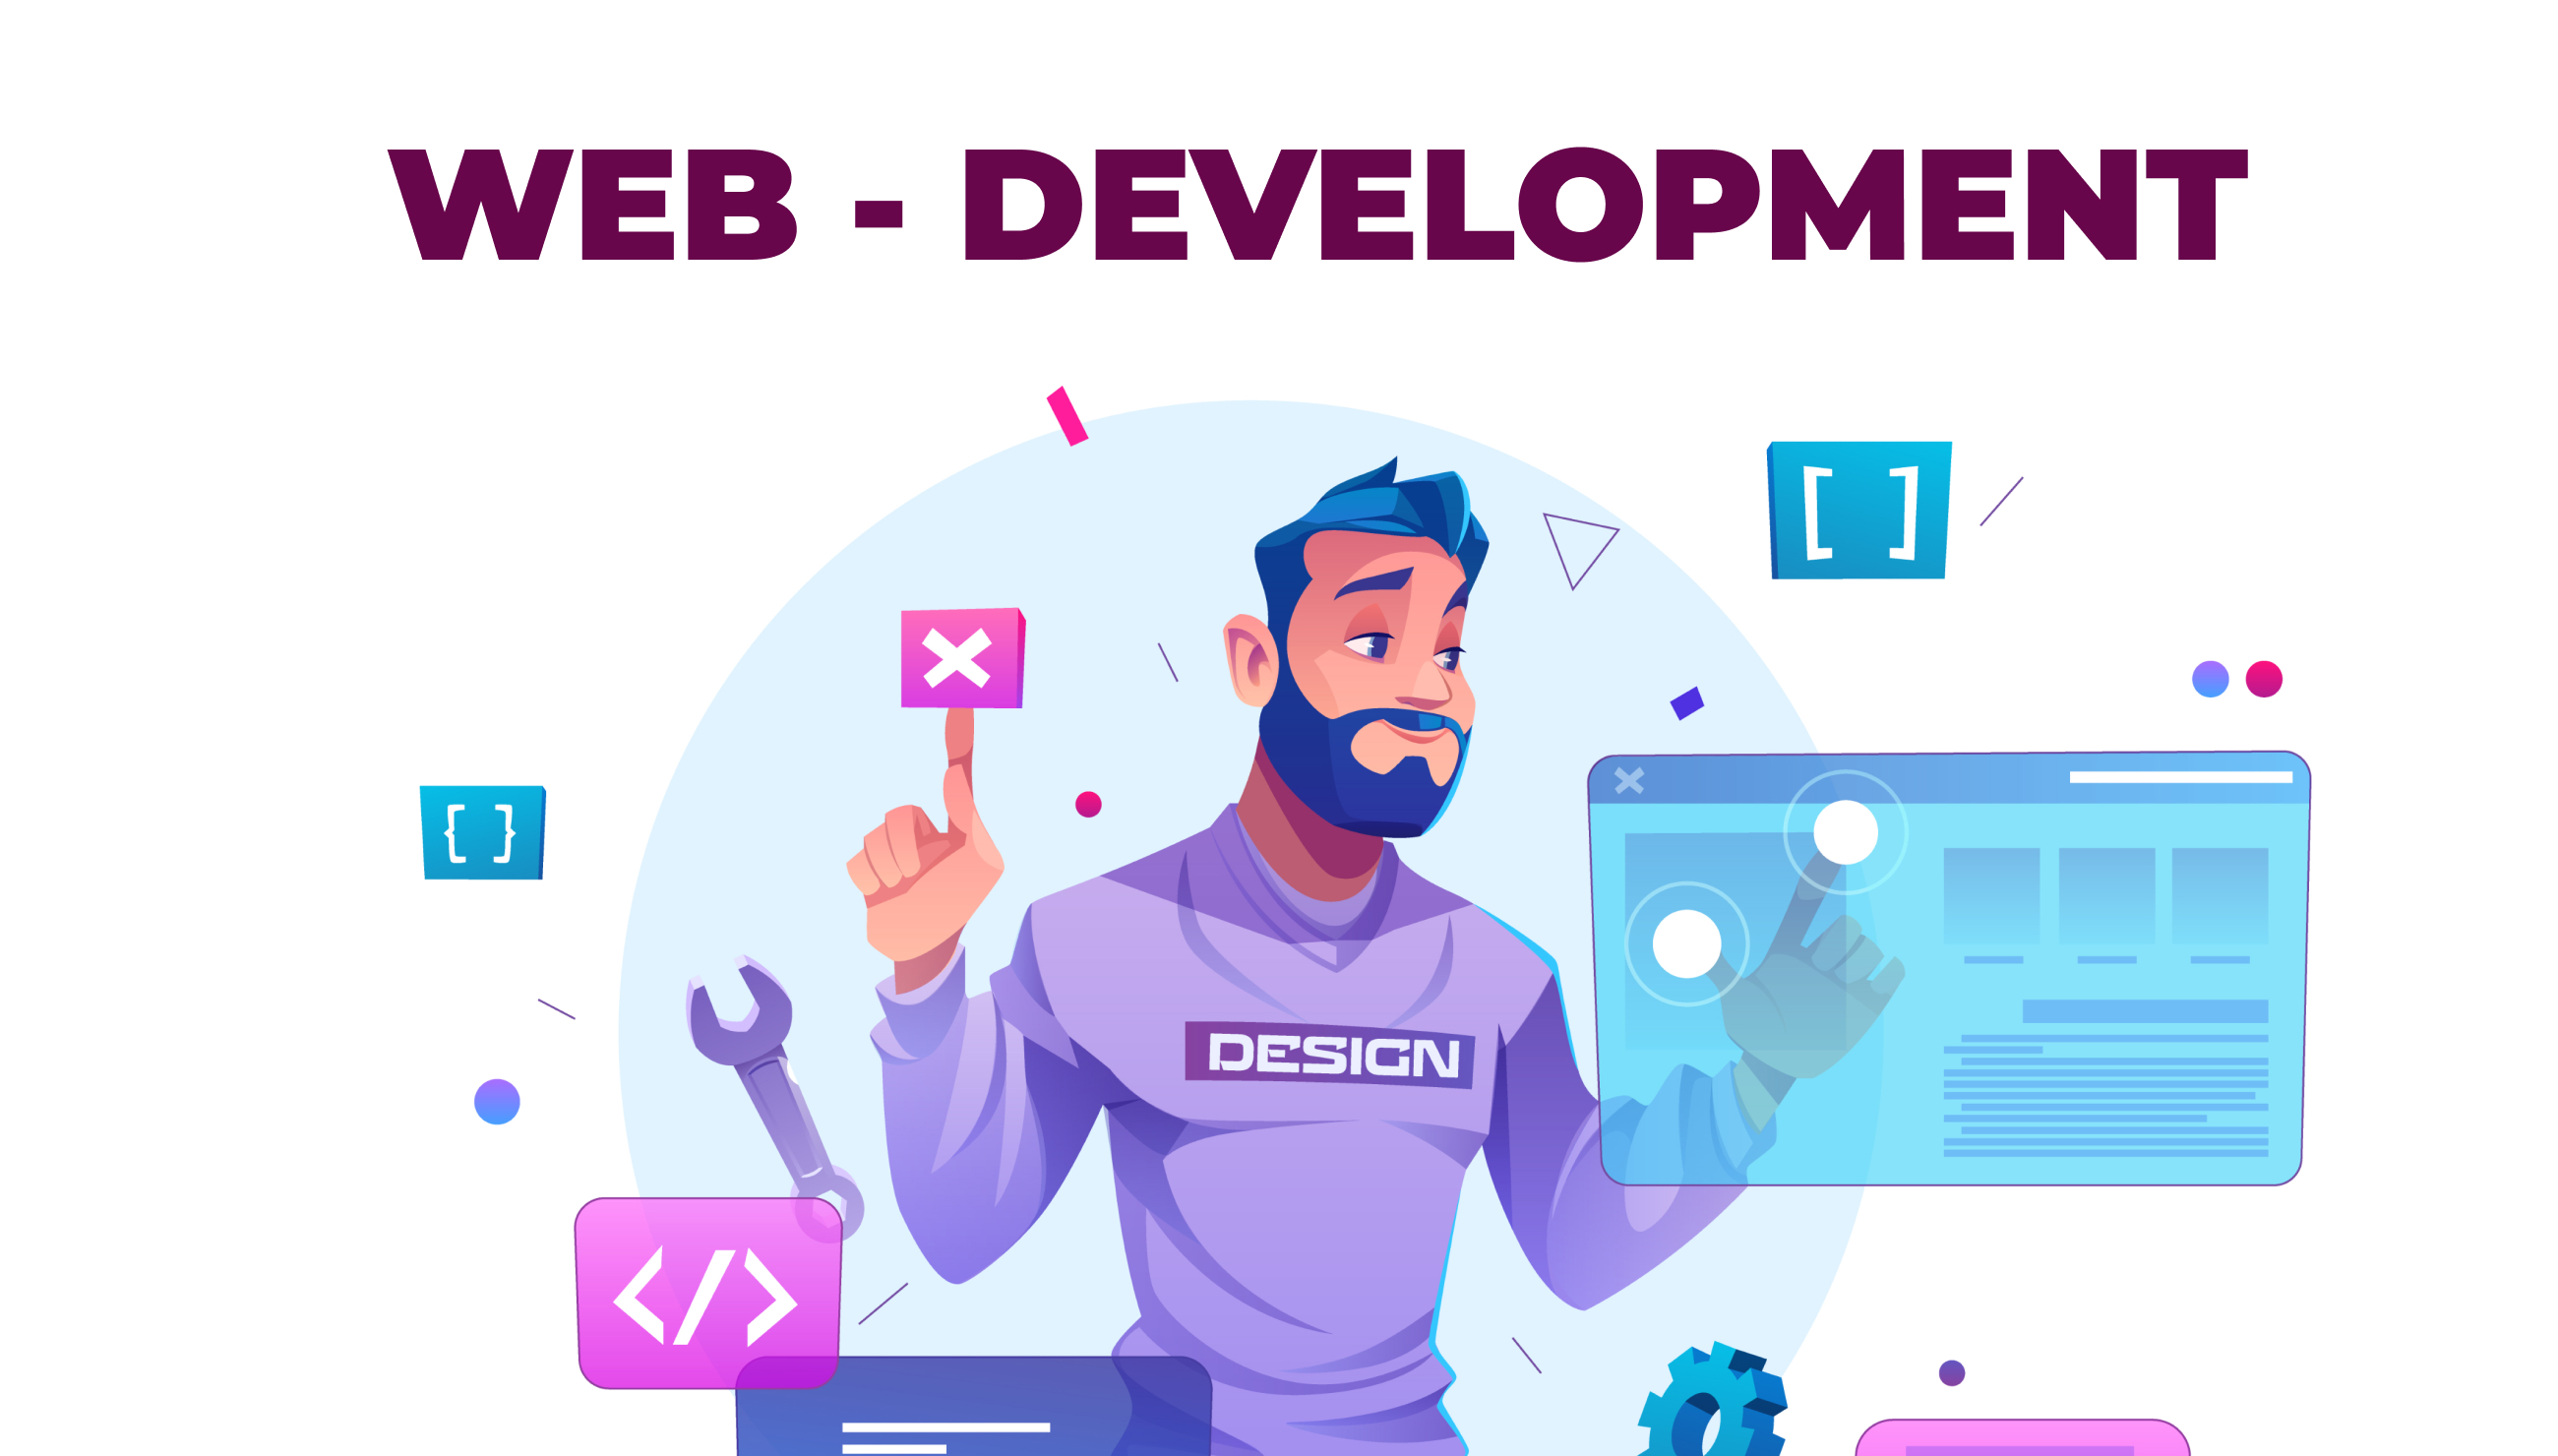 WEB - DEVELOPMENT
[ ]
{ }
DESIGN
</>